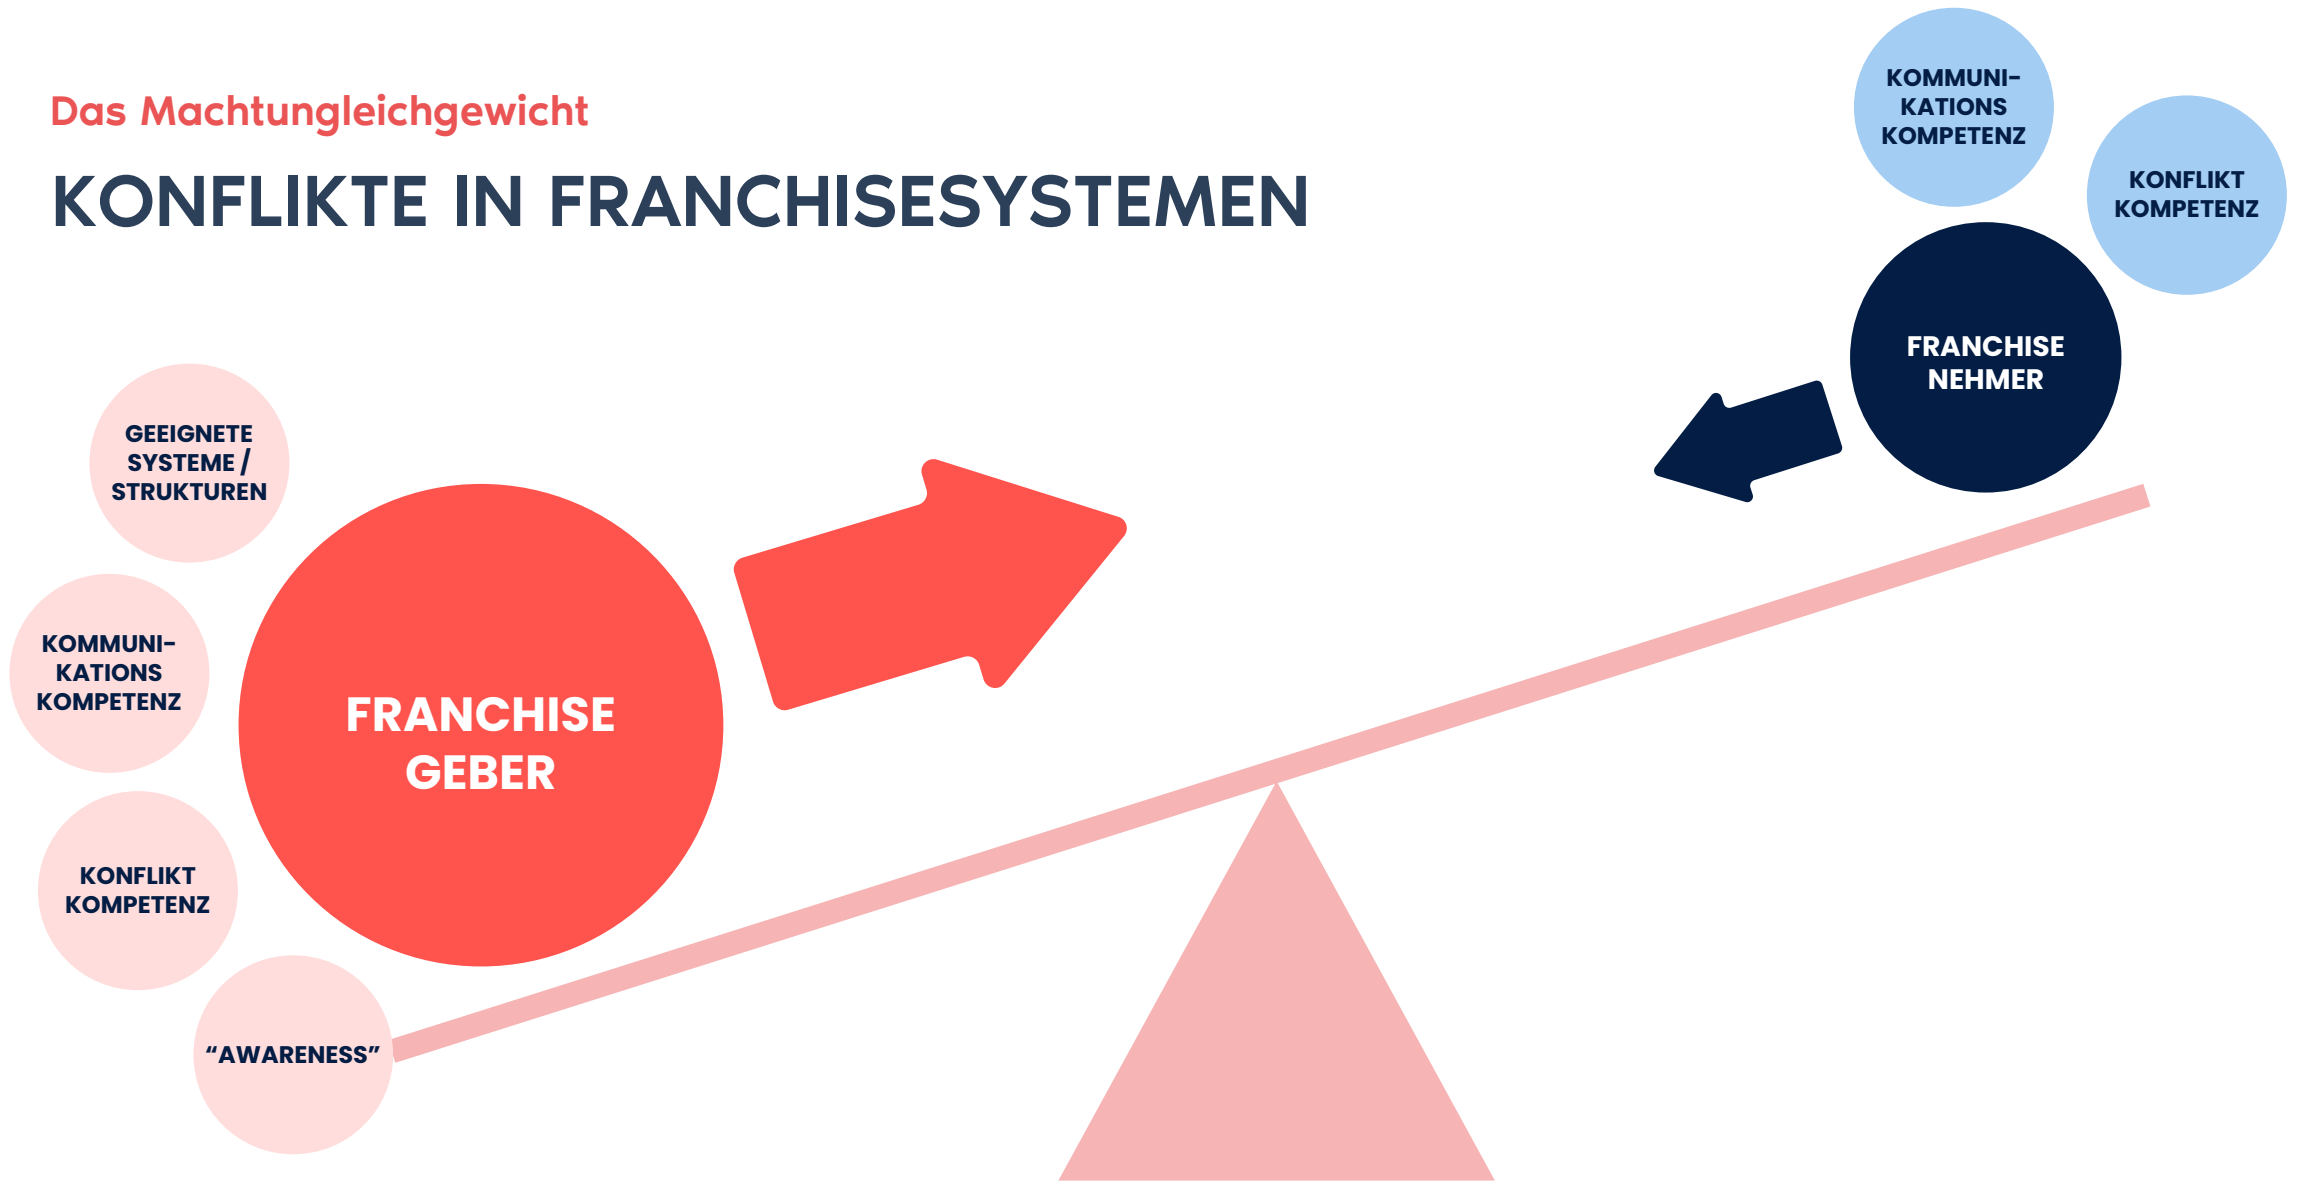 Das Machtungleichgewicht
KONFLIKTE IN FRANCHISESYSTEMEN
KOMMUNI-
KATIONS
KOMPETENZ
KONFLIKT
KOMPETENZ
FRANCHISE
NEHMER
GEEIGNETE
SYSTEME /
STRUKTUREN
KOMMUNI-
KATIONS
KOMPETENZ
FRANCHISE
GEBER
KONFLIKT
KOMPETENZ
“AWARENESS”